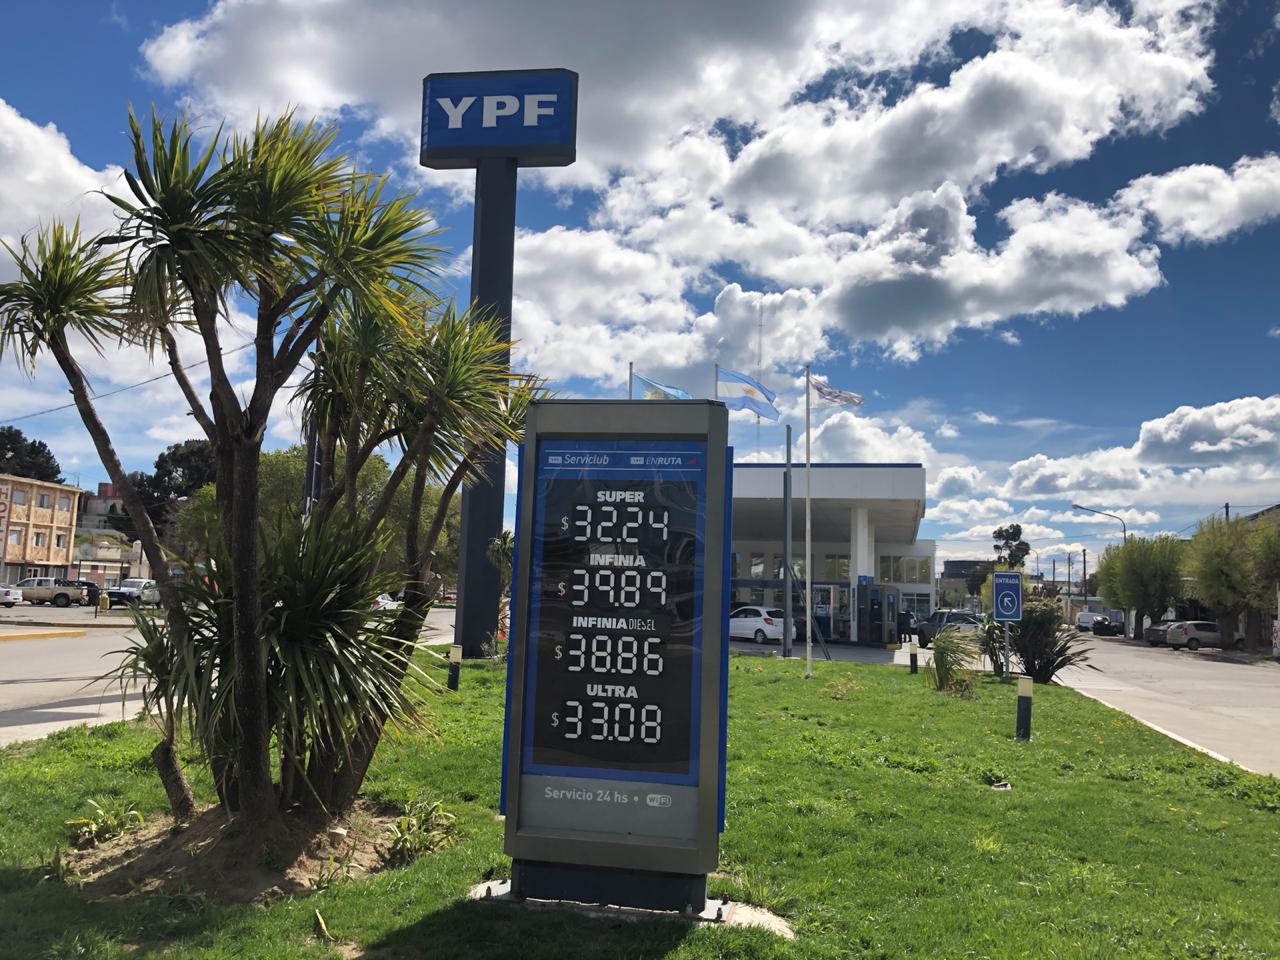 YPF
Serviclub
ENRUTA
SUPER
$32.24
INFINIA
$39.89
INFINIA DIESEL
$38.86
ULTRA
$33.08
Servicio 24 hs • WiFi
ENTRADA